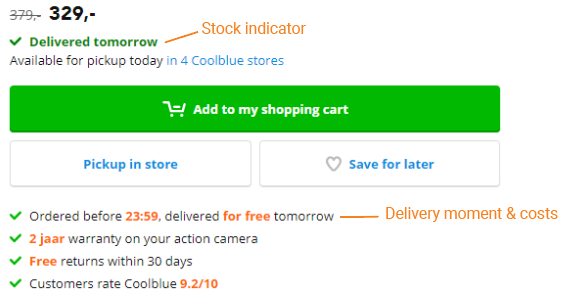 379,- 329,-
Delivered tomorrow
Stock indicator
Available for pickup today in 4 Coolblue stores
Add to my shopping cart
Pickup in store
Save for later
Ordered before 23:59, delivered for free tomorrow
Delivery moment & costs
2 jaar warranty on your action camera
Free returns within 30 days
Customers rate Coolblue 9.2/10